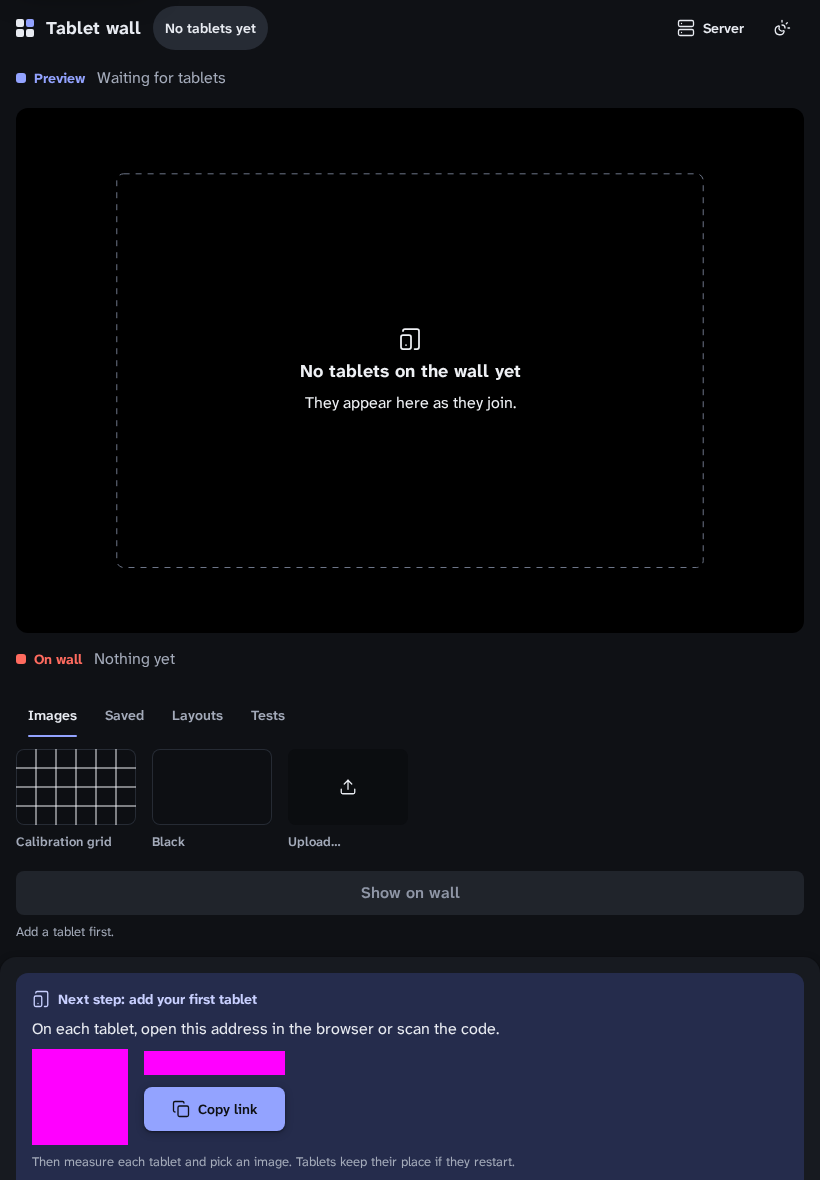 Tablet wall
No tablets yet
Server
Preview
Waiting for tablets
No tablets on the wall yet
They appear here as they join.
On wall
Nothing yet
Images
Saved
Layouts
Tests
Calibration grid
Black
Upload...
Show on wall
Add a tablet first.
Next step: add your first tablet
On each tablet, open this address in the browser or scan the code.
Copy link
Then measure each tablet and pick an image. Tablets keep their place if they restart.